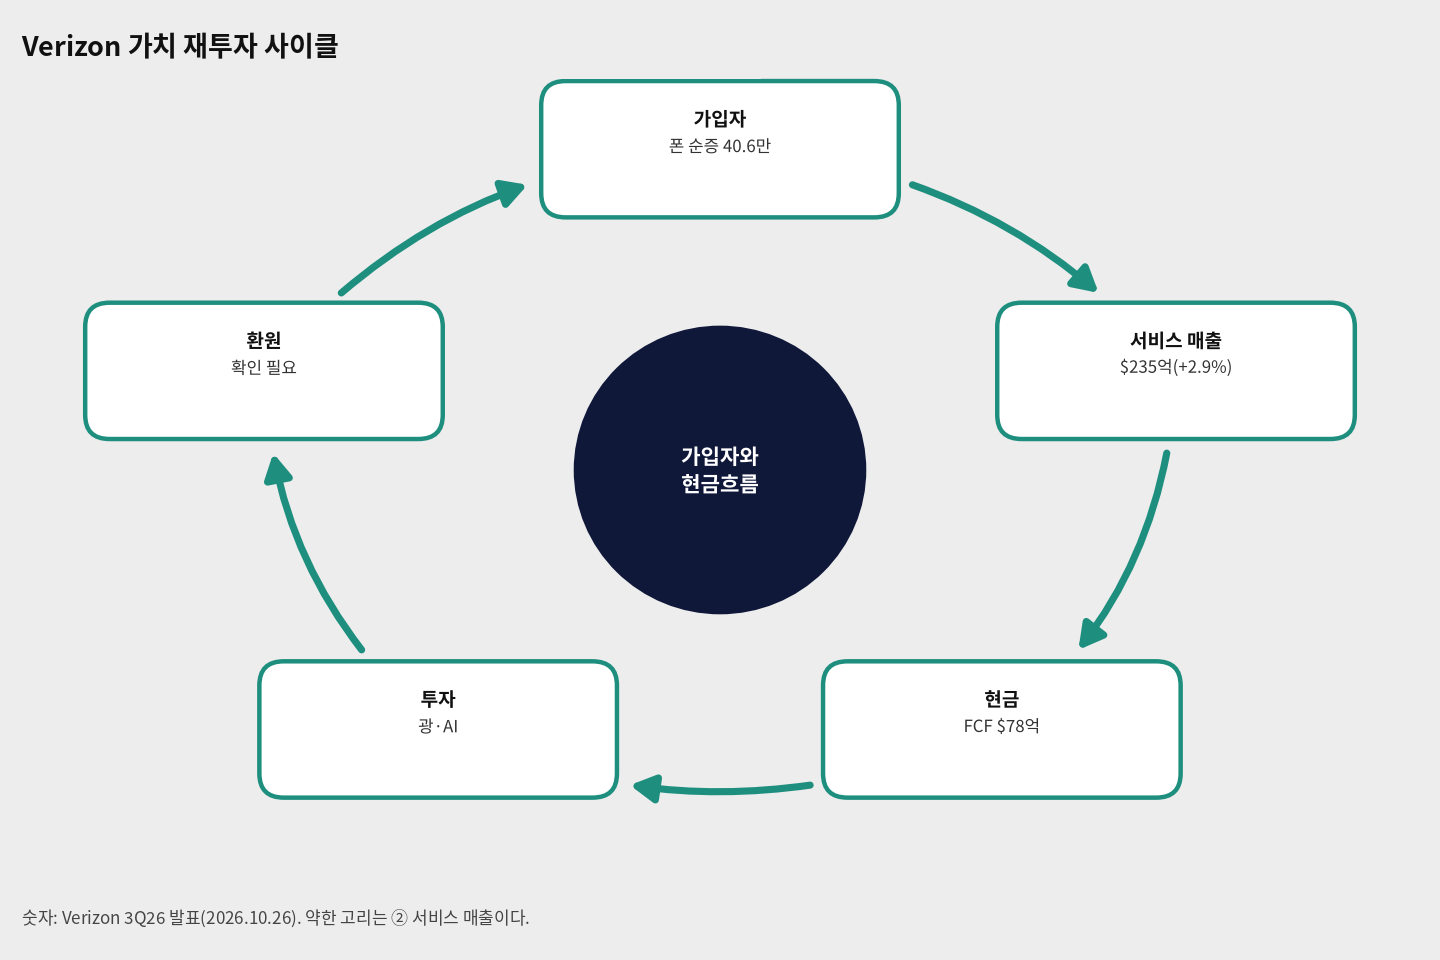 Verizon 가치 재투자 사이클
가입자
폰 순증 40.6만
환원
확인 필요
서비스 매출
$235억(+2.9%)
가입자와
현금흐름
투자
광·AI
현금
FCF $78억
숫자: Verizon 3Q26 발표(2026.10.26). 약한 고리는 ② 서비스 매출이다.